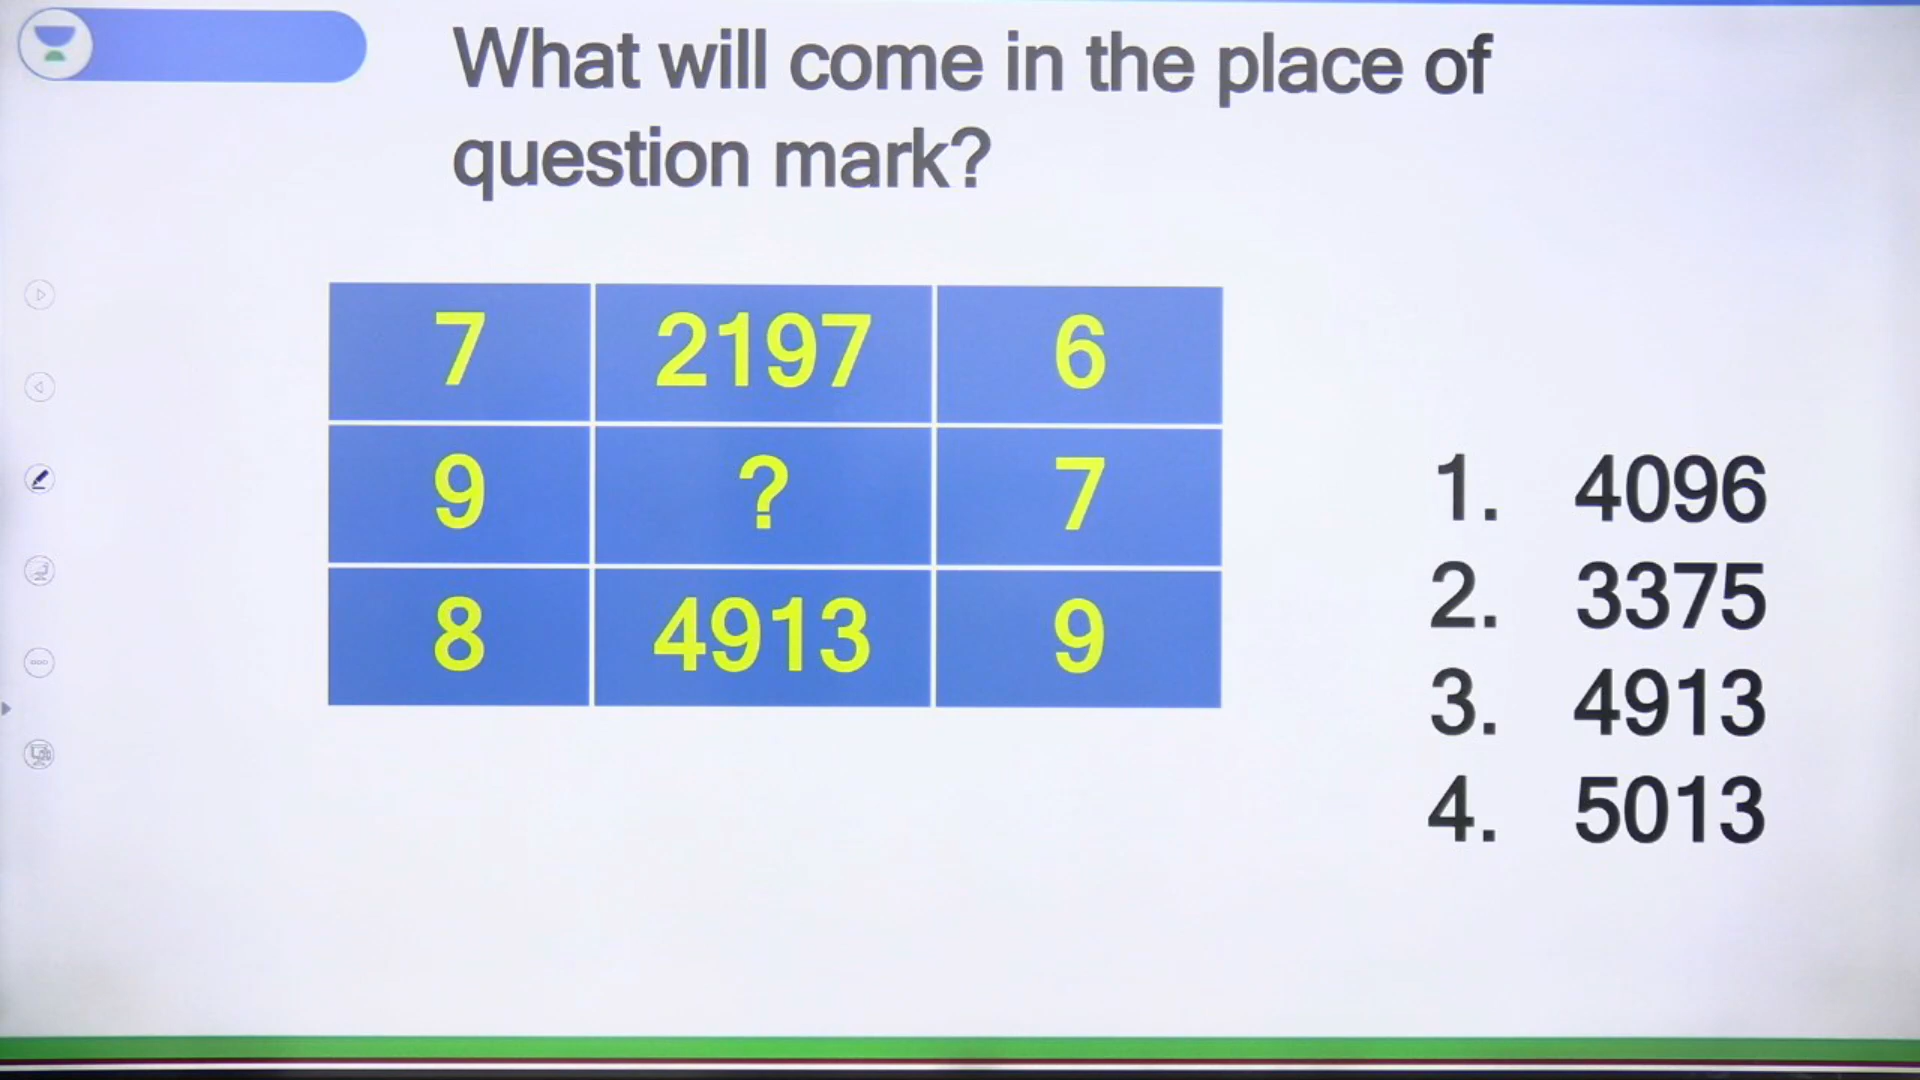 What will come in the place of
question mark?
7 2197 6
9 ? 7
8 4913 9
1. 4096
2. 3375
3. 4913
4. 5013